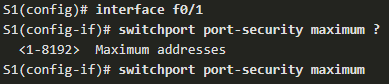 S1(config)# interface f0/1
S1(config-if)# switchport port-security maximum ?
  <1-8192>  Maximum addresses
S1(config-if)# switchport port-security maximum